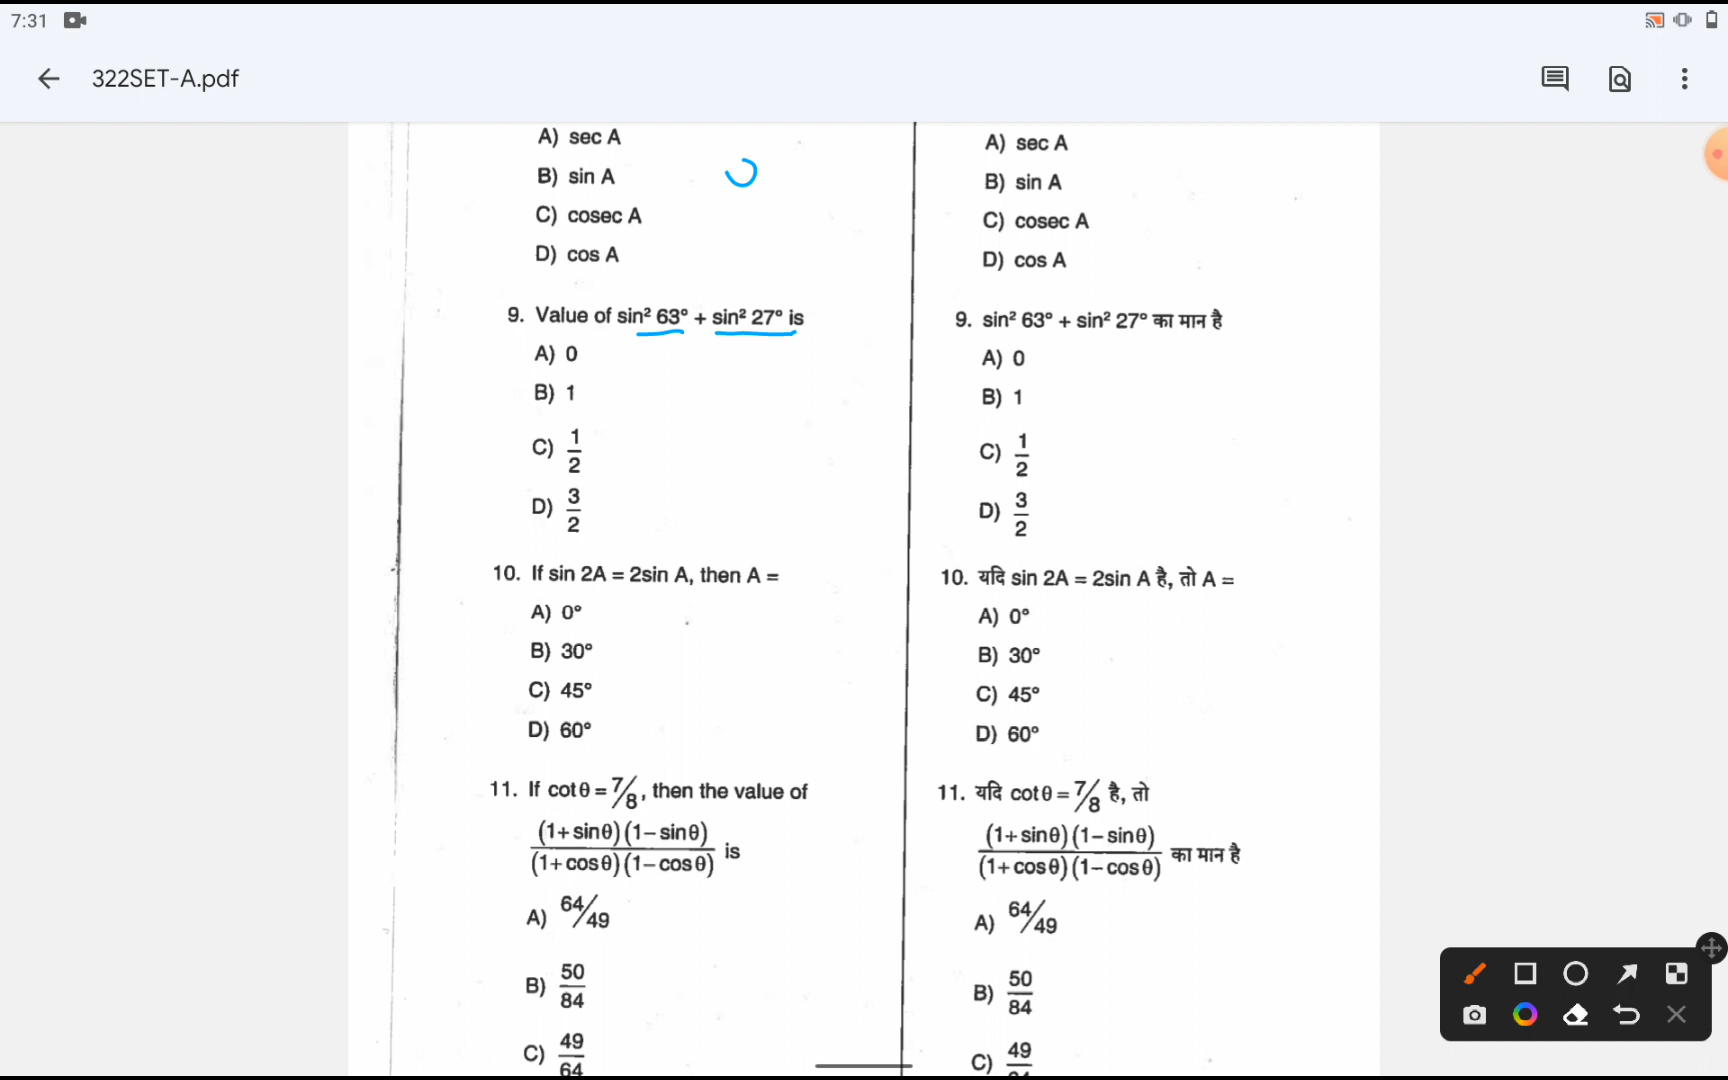 7:31
322SET-A.pdf
A) sec A
B) sin A
C) cosec A
D) cos A
9. Value of sin² 63° + sin² 27° is
A) 0
B) 1
C) 1/2
D) 3/2
10. If sin 2A = 2sin A, then A =
A) 0°
B) 30°
C) 45°
D) 60°
11. If cotθ = 7/8, then the value of
(1+sinθ)(1−sinθ)/(1+cosθ)(1−cosθ) is
A) 64/49
B) 50/84
C) 49/64
A) sec A
B) sin A
C) cosec A
D) cos A
9. sin² 63° + sin² 27° का मान है
A) 0
B) 1
C) 1/2
D) 3/2
10. यदि sin 2A = 2sin A है, तो A =
A) 0°
B) 30°
C) 45°
D) 60°
11. यदि cotθ = 7/8 है, तो
(1+sinθ)(1−sinθ)/(1+cosθ)(1−cosθ) का मान है
A) 64/49
B) 50/84
C) 49